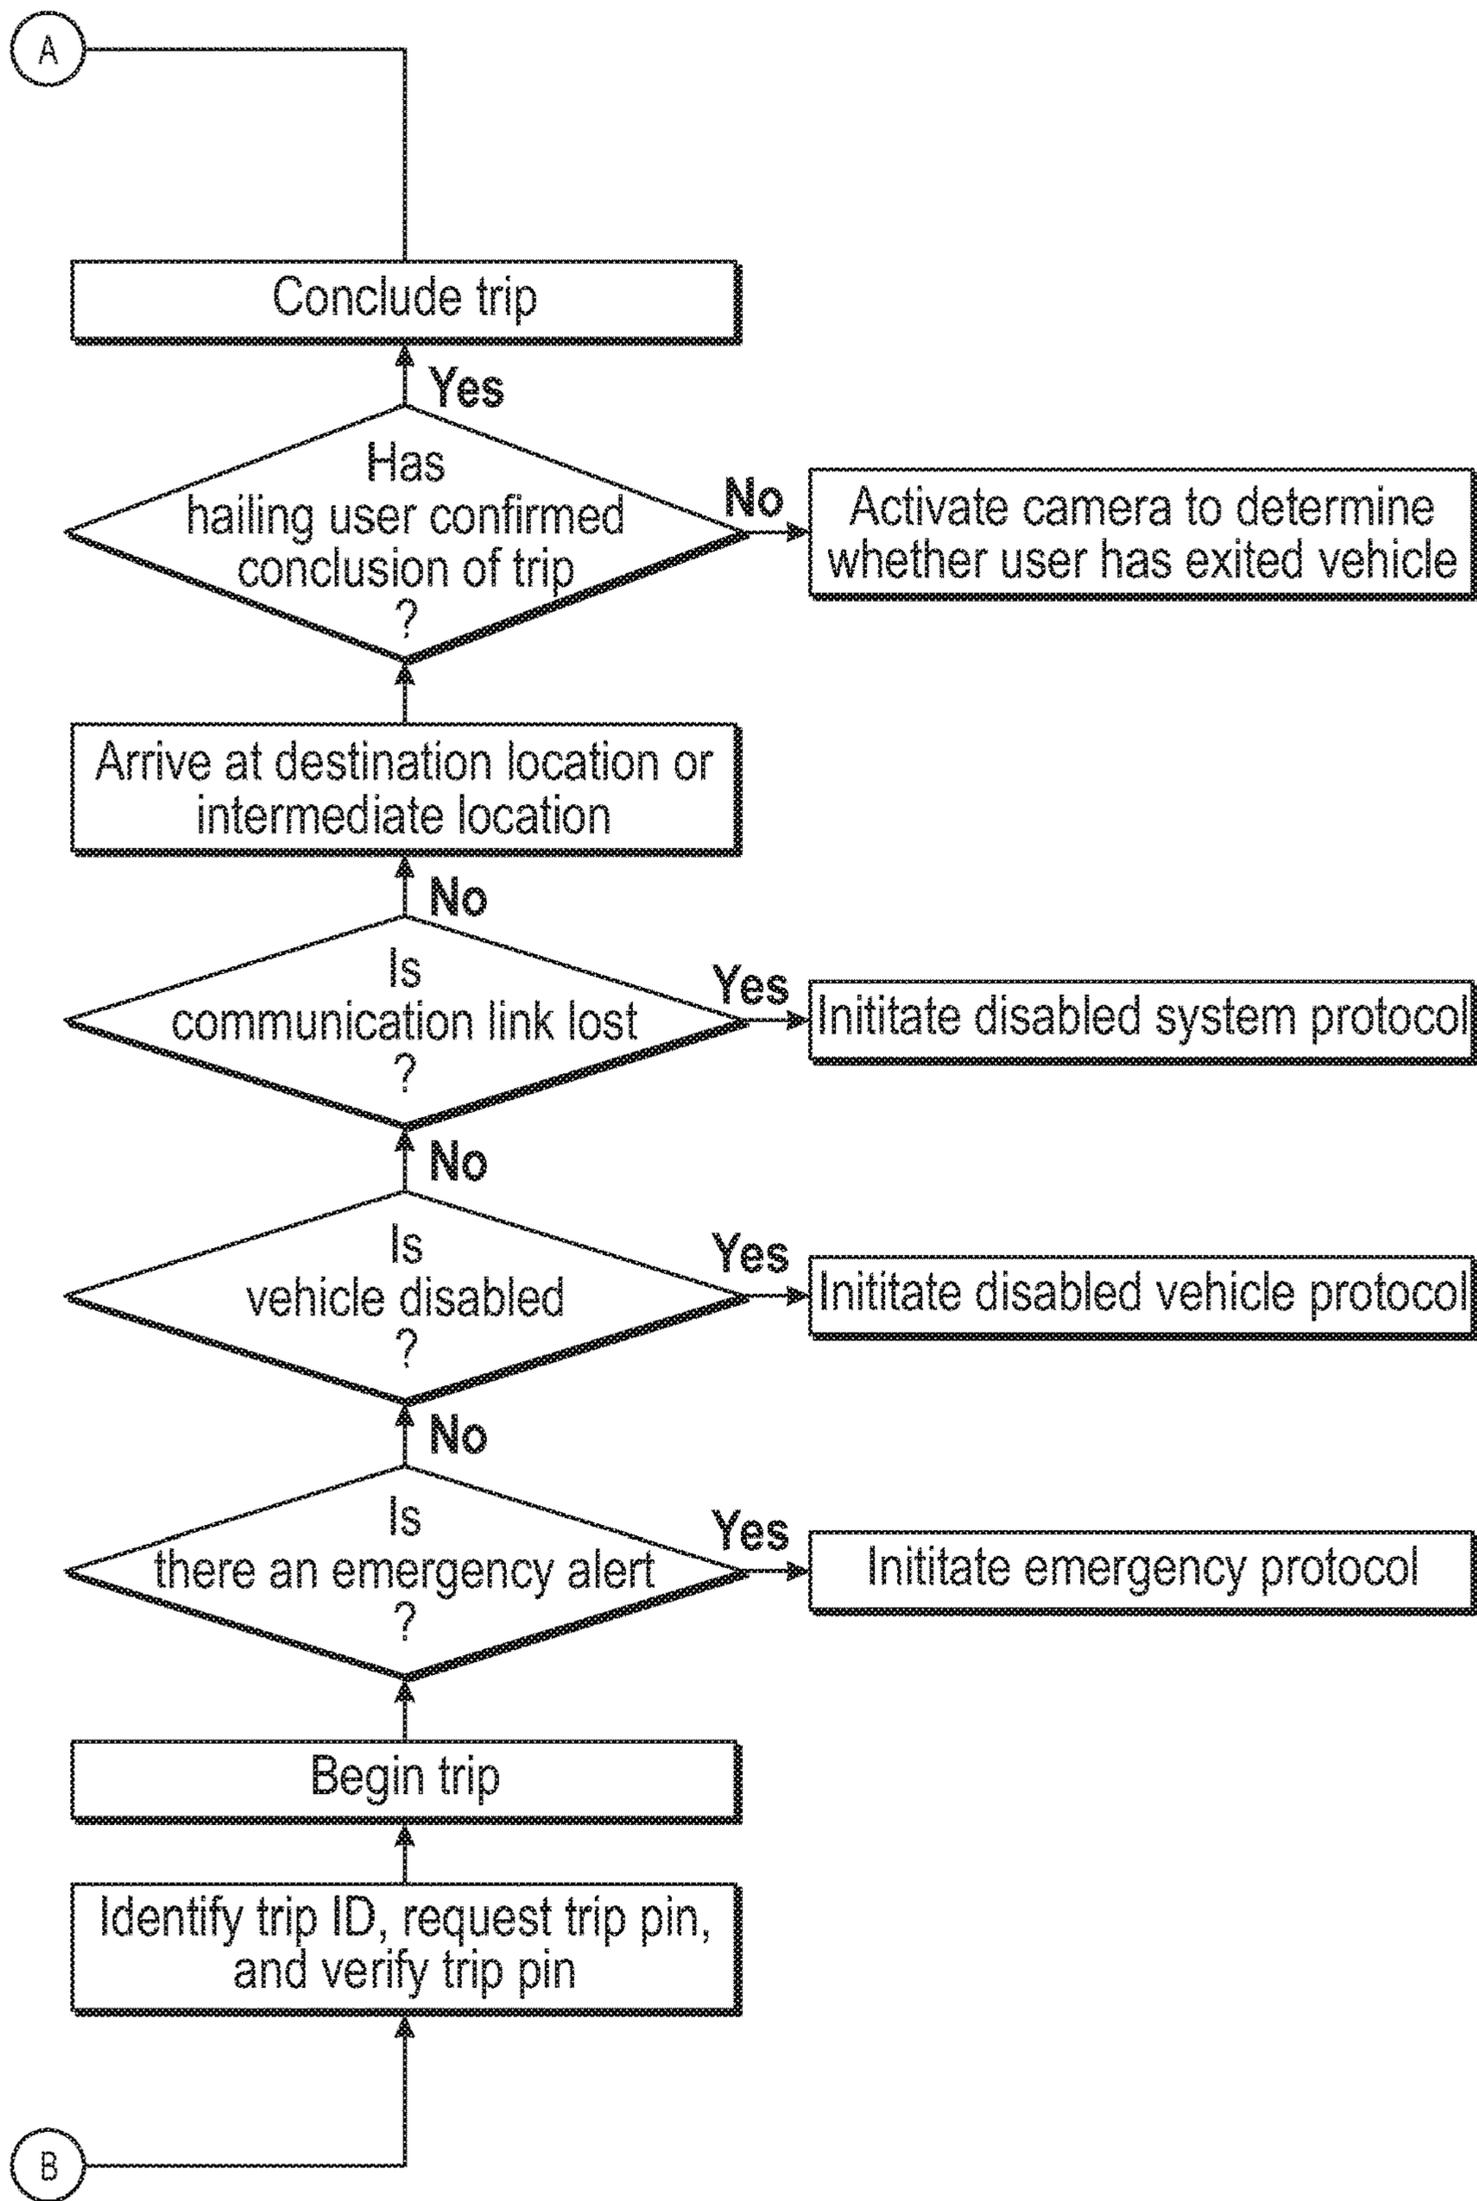 A
Conclude trip
Yes
Has
hailing user confirmed
conclusion of trip
?
No
Activate camera to determine
whether user has exited vehicle
Arrive at destination location or
intermediate location
No
Is
communication link lost
?
Yes
Inititate disabled system protocol
No
Is
vehicle disabled
?
Yes
Inititate disabled vehicle protocol
No
Is
there an emergency alert
?
Yes
Inititate emergency protocol
Begin trip
Identify trip ID, request trip pin,
and verify trip pin
B